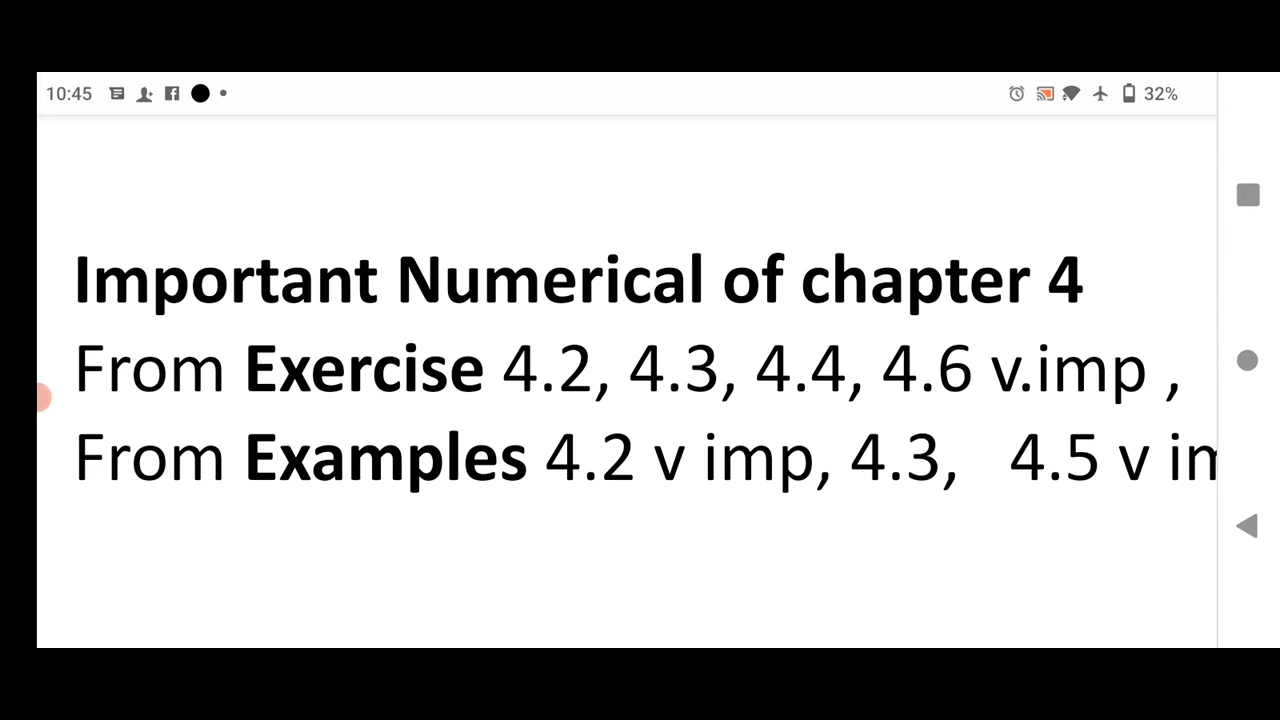 10:45 32%
Important Numerical of chapter 4
From Exercise 4.2, 4.3, 4.4, 4.6 v.imp ,
From Examples 4.2 v imp, 4.3, 4.5 v